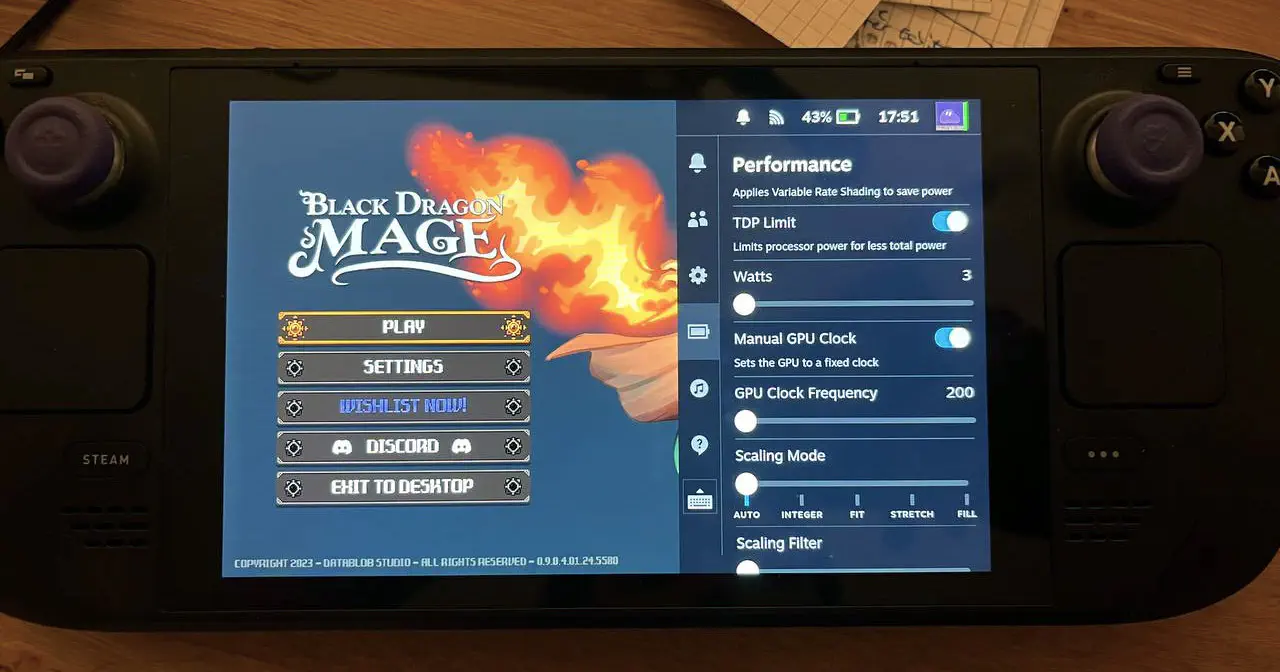 BLACK DRAGON
MAGE
PLAY
SETTINGS
WISHLIST NOW!
DISCORD
EXIT TO DESKTOP
COPYRIGHT 2023 - DATABLOB STUDIO - ALL RIGHTS RESERVED - 0.9.0.4.01.24.5580
43% 17:51
Performance
Applies Variable Rate Shading to save power
TDP Limit
Limits processor power for less total power
Watts 3
Manual GPU Clock
Sets the GPU to a fixed clock
GPU Clock Frequency 200
Scaling Mode
AUTO INTEGER FIT STRETCH FILL
Scaling Filter
STEAM
Y
X
A